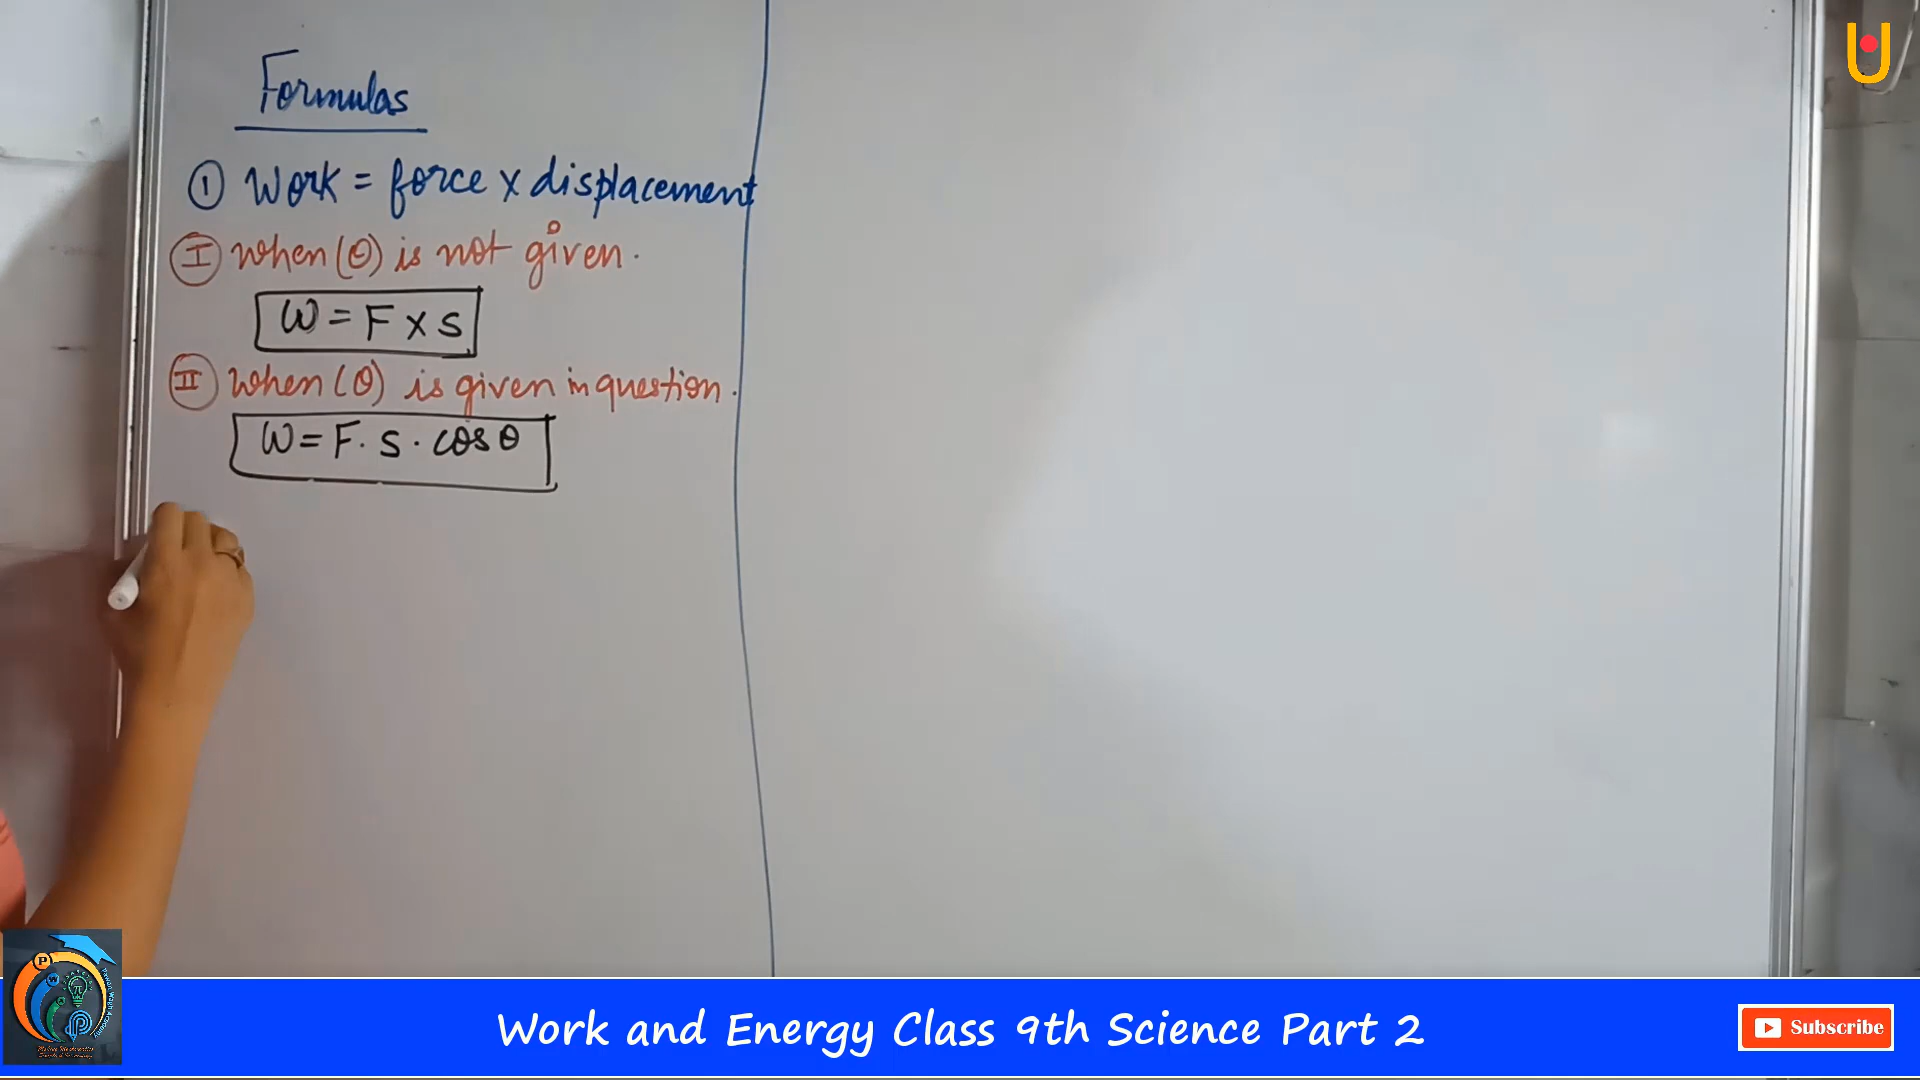 Formulas
① Work = force x displacement
Ⓘ when (θ) is not given.
W = F x s
II when (θ) is given in question.
W = F. s. cos θ
Work and Energy Class 9th Science Part 2
Subscribe